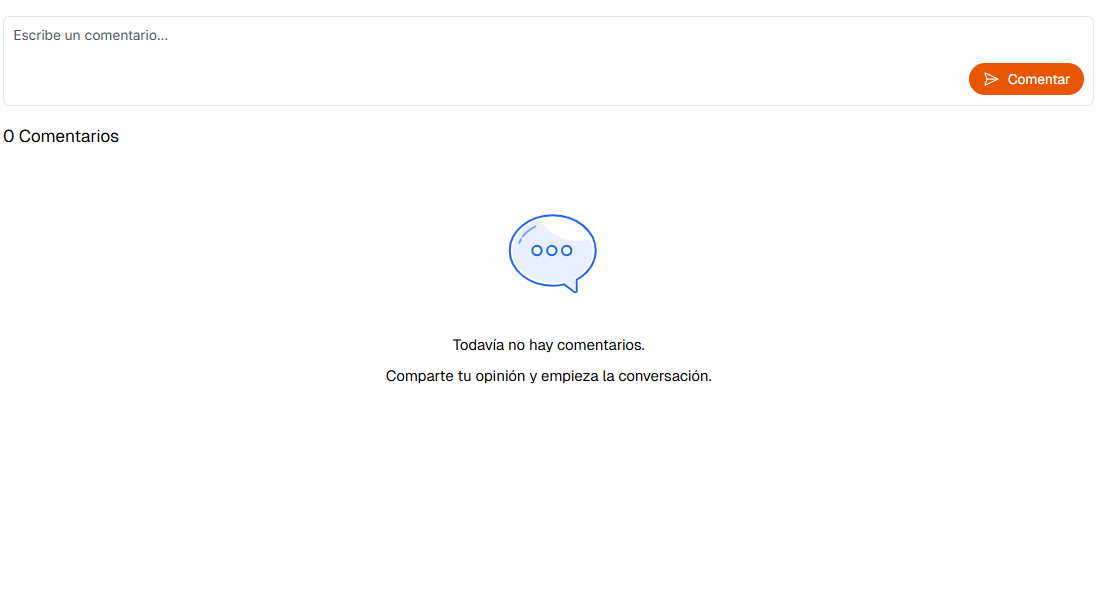 Escribe un comentario...
Comentar
0 Comentarios
Todavía no hay comentarios.
Comparte tu opinión y empieza la conversación.